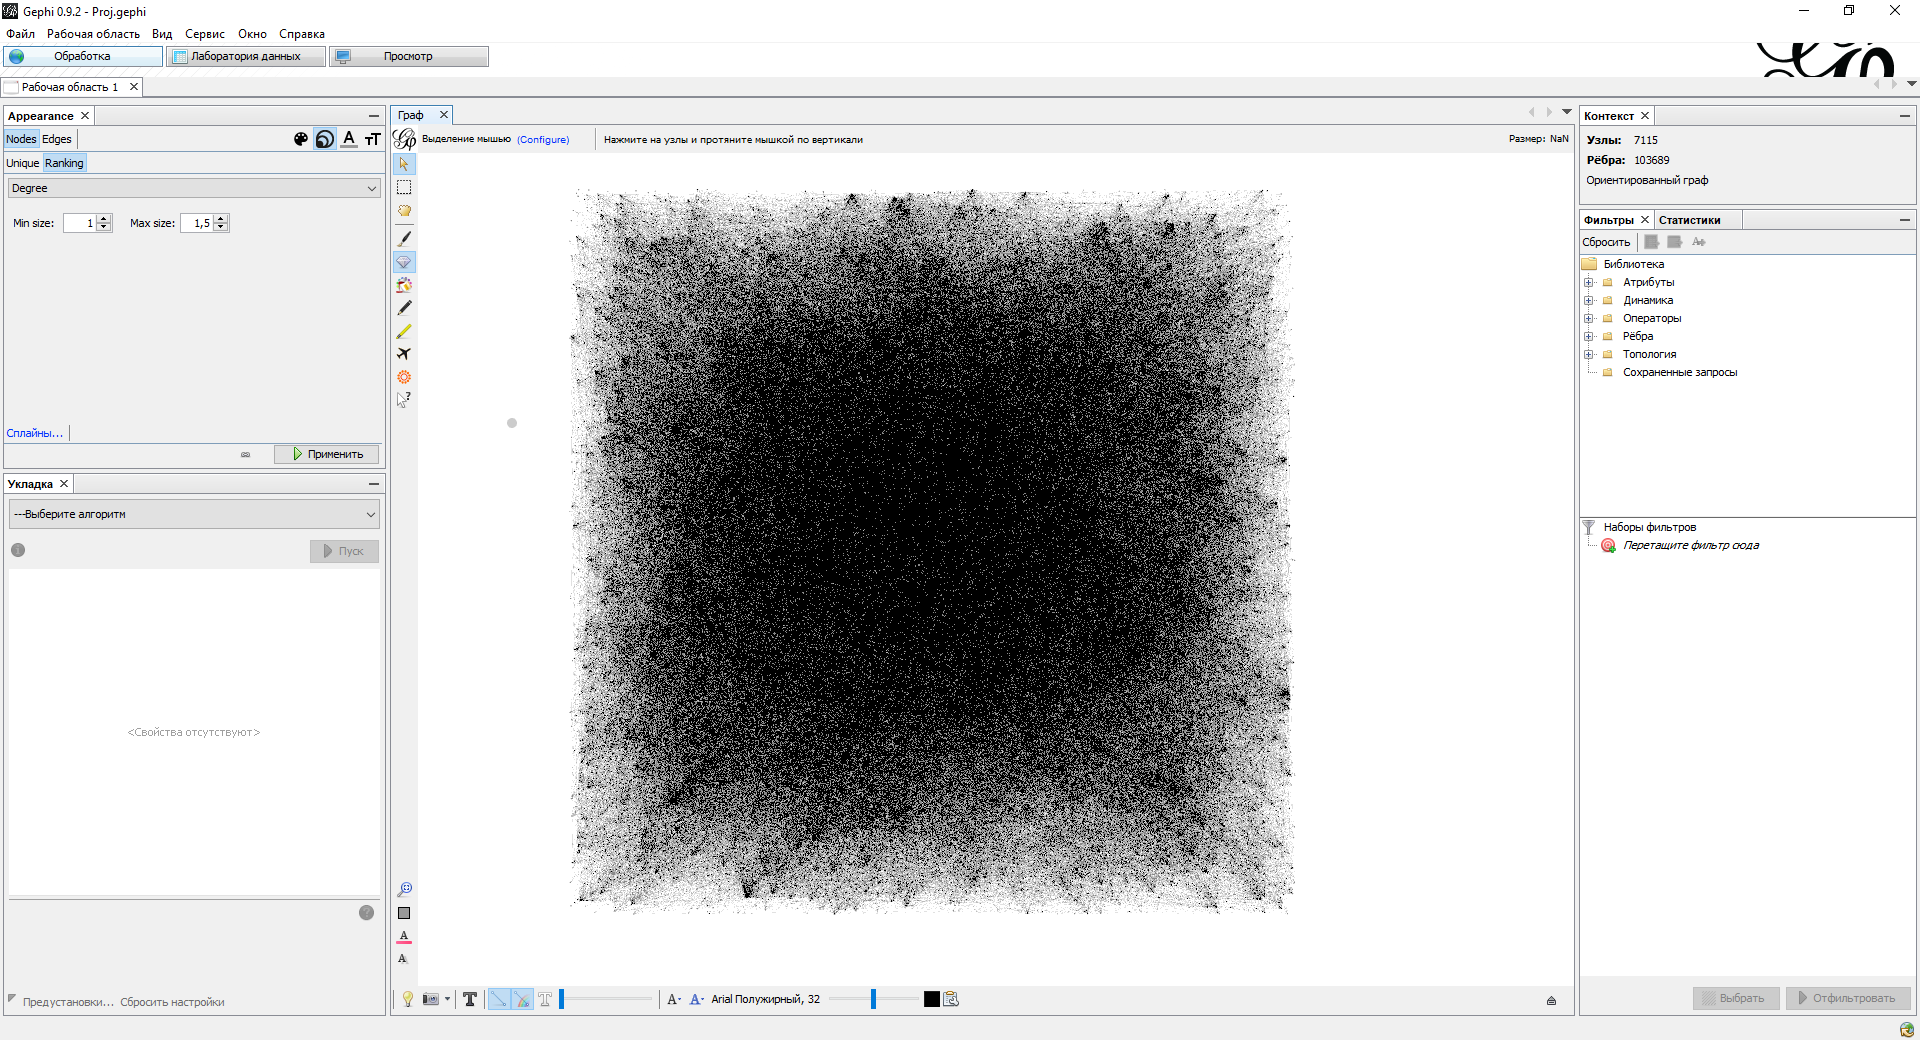 Gephi 0.9.2 - Proj.gephi
Файл Рабочая область Вид Сервис Окно Справка
Обработка Лаборатория данных Просмотр
Рабочая область 1
Appearance
Nodes Edges
Unique Ranking
Degree
Min size: 1 Max size: 1,5
Сплайны...
Применить
Укладка
---Выберите алгоритм
Пуск
<Свойства отсутствуют>
Предустановки... Сбросить настройки
Граф
Выделение мышью (Configure) Нажмите на узлы и протяните мышкой по вертикали Размер: NaN
Arial Полужирный, 32
Контекст
Узлы: 7115
Рёбра: 103689
Ориентированный граф
Фильтры Статистики
Сбросить
Библиотека
Атрибуты
Динамика
Операторы
Рёбра
Топология
Сохраненные запросы
Наборы фильтров
Перетащите фильтр сюда
Выбрать Отфильтровать